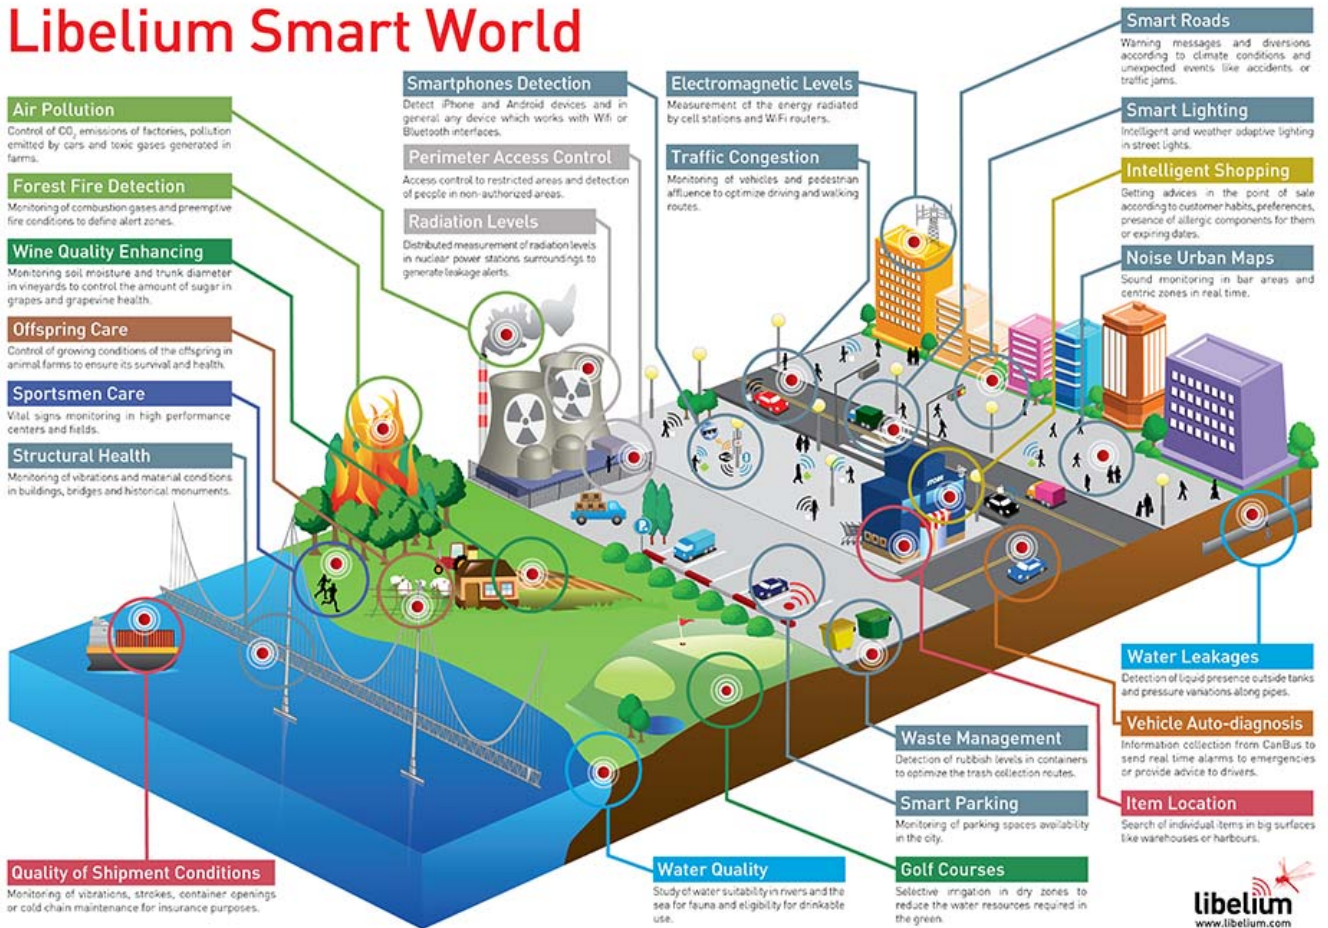 Libelium Smart World
Air Pollution
Control of CO₂ emissions of factories, pollution
emitted by cars and toxic gases generated in
farms.
Forest Fire Detection
Monitoring of combustion gases and preemptive
fire conditions to define alert zones.
Wine Quality Enhancing
Monitoring soil moisture and trunk diameter
in vineyards to control the amount of sugar in
grapes and grapevine health.
Offspring Care
Control of growing conditions of the offspring in
animal farms to ensure its survival and health.
Sportsmen Care
Vital signs monitoring in high performance
centers and fields.
Structural Health
Monitoring of vibrations and material conditions
in buildings, bridges and historical monuments.
Quality of Shipment Conditions
Monitoring of vibrations, strokes, container openings
or cold chain maintenance for insurance purposes.
Smartphones Detection
Detect iPhone and Android devices and in
general any device which works with Wifi or
Bluetooth interfaces.
Perimeter Access Control
Access control to restricted areas and detection
of people in non-authorized areas.
Radiation Levels
Distributed measurement of radiation levels
in nuclear power stations surroundings to
generate leakage alerts.
Electromagnetic Levels
Measurement of the energy radiated
by cell stations and WiFi routers.
Traffic Congestion
Monitoring of vehicles and pedestrian
affluence to optimize driving and walking
routes.
Smart Roads
Warning messages and diversions
according to climate conditions and
unexpected events like accidents or
traffic jams.
Smart Lighting
Intelligent and weather adaptive lighting
in street lights.
Intelligent Shopping
Getting advices in the point of sale
according to customer habits, preferences,
presence of allergic components for them
or expiring dates.
Noise Urban Maps
Sound monitoring in bar areas and
centric zones in real time.
STORE
P
Water Leakages
Detection of liquid presence outside tanks
and pressure variations along pipes.
Vehicle Auto-diagnosis
Information collection from CanBus to
send real time alarms to emergencies
or provide advice to drivers.
Item Location
Search of individual items in big surfaces
like warehouses or harbours.
Waste Management
Detection of rubbish levels in containers
to optimize the trash collection routes.
Smart Parking
Monitoring of parking spaces availability
in the city.
Golf Courses
Selective irrigation in dry zones to
reduce the water resources required in
the green.
Water Quality
Study of water suitability in rivers and the
sea for fauna and eligibility for drinkable
use.
libelium
www.libelium.com